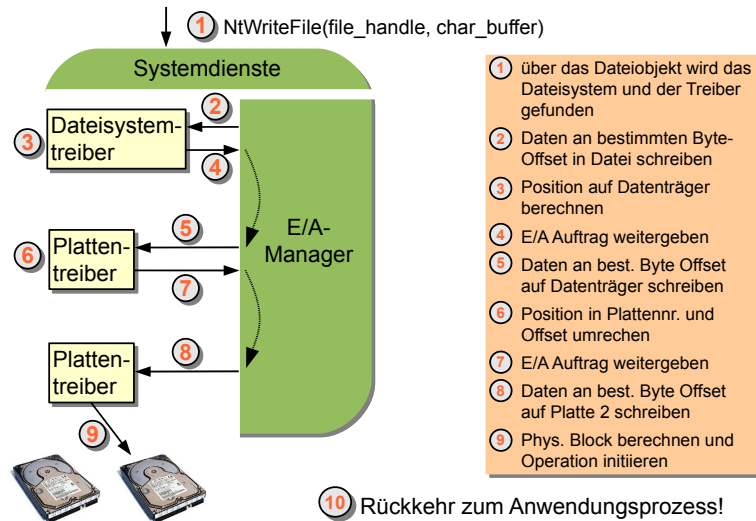 1 NtWriteFile(file_handle, char_buffer)
Systemdienste
2
3 Dateisystem-
treiber
4
E/A-
Manager
5
6 Platten-
treiber
7
8
Platten-
treiber
9
1 über das Dateiobjekt wird das
Dateisystem und der Treiber
gefunden
2 Daten an bestimmten Byte-
Offset in Datei schreiben
3 Position auf Datenträger
berechnen
4 E/A Auftrag weitergeben
5 Daten an best. Byte Offset
auf Datenträger schreiben
6 Position in Plattennr. und
Offset umrechen
7 E/A Auftrag weitergeben
8 Daten an best. Byte Offset
auf Platte 2 schreiben
9 Phys. Block berechnen und
Operation initiieren
10 Rückkehr zum Anwendungsprozess!